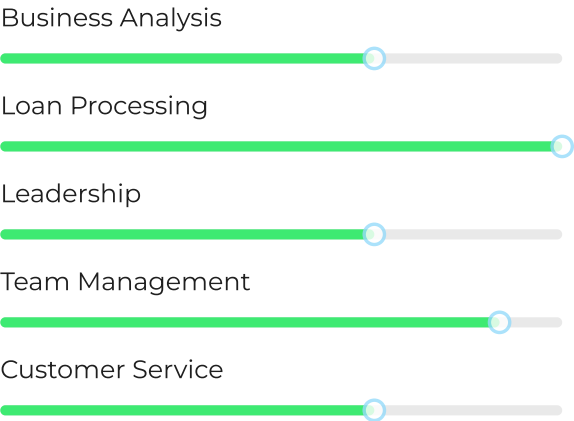 Business Analysis
Loan Processing
Leadership
Team Management
Customer Service